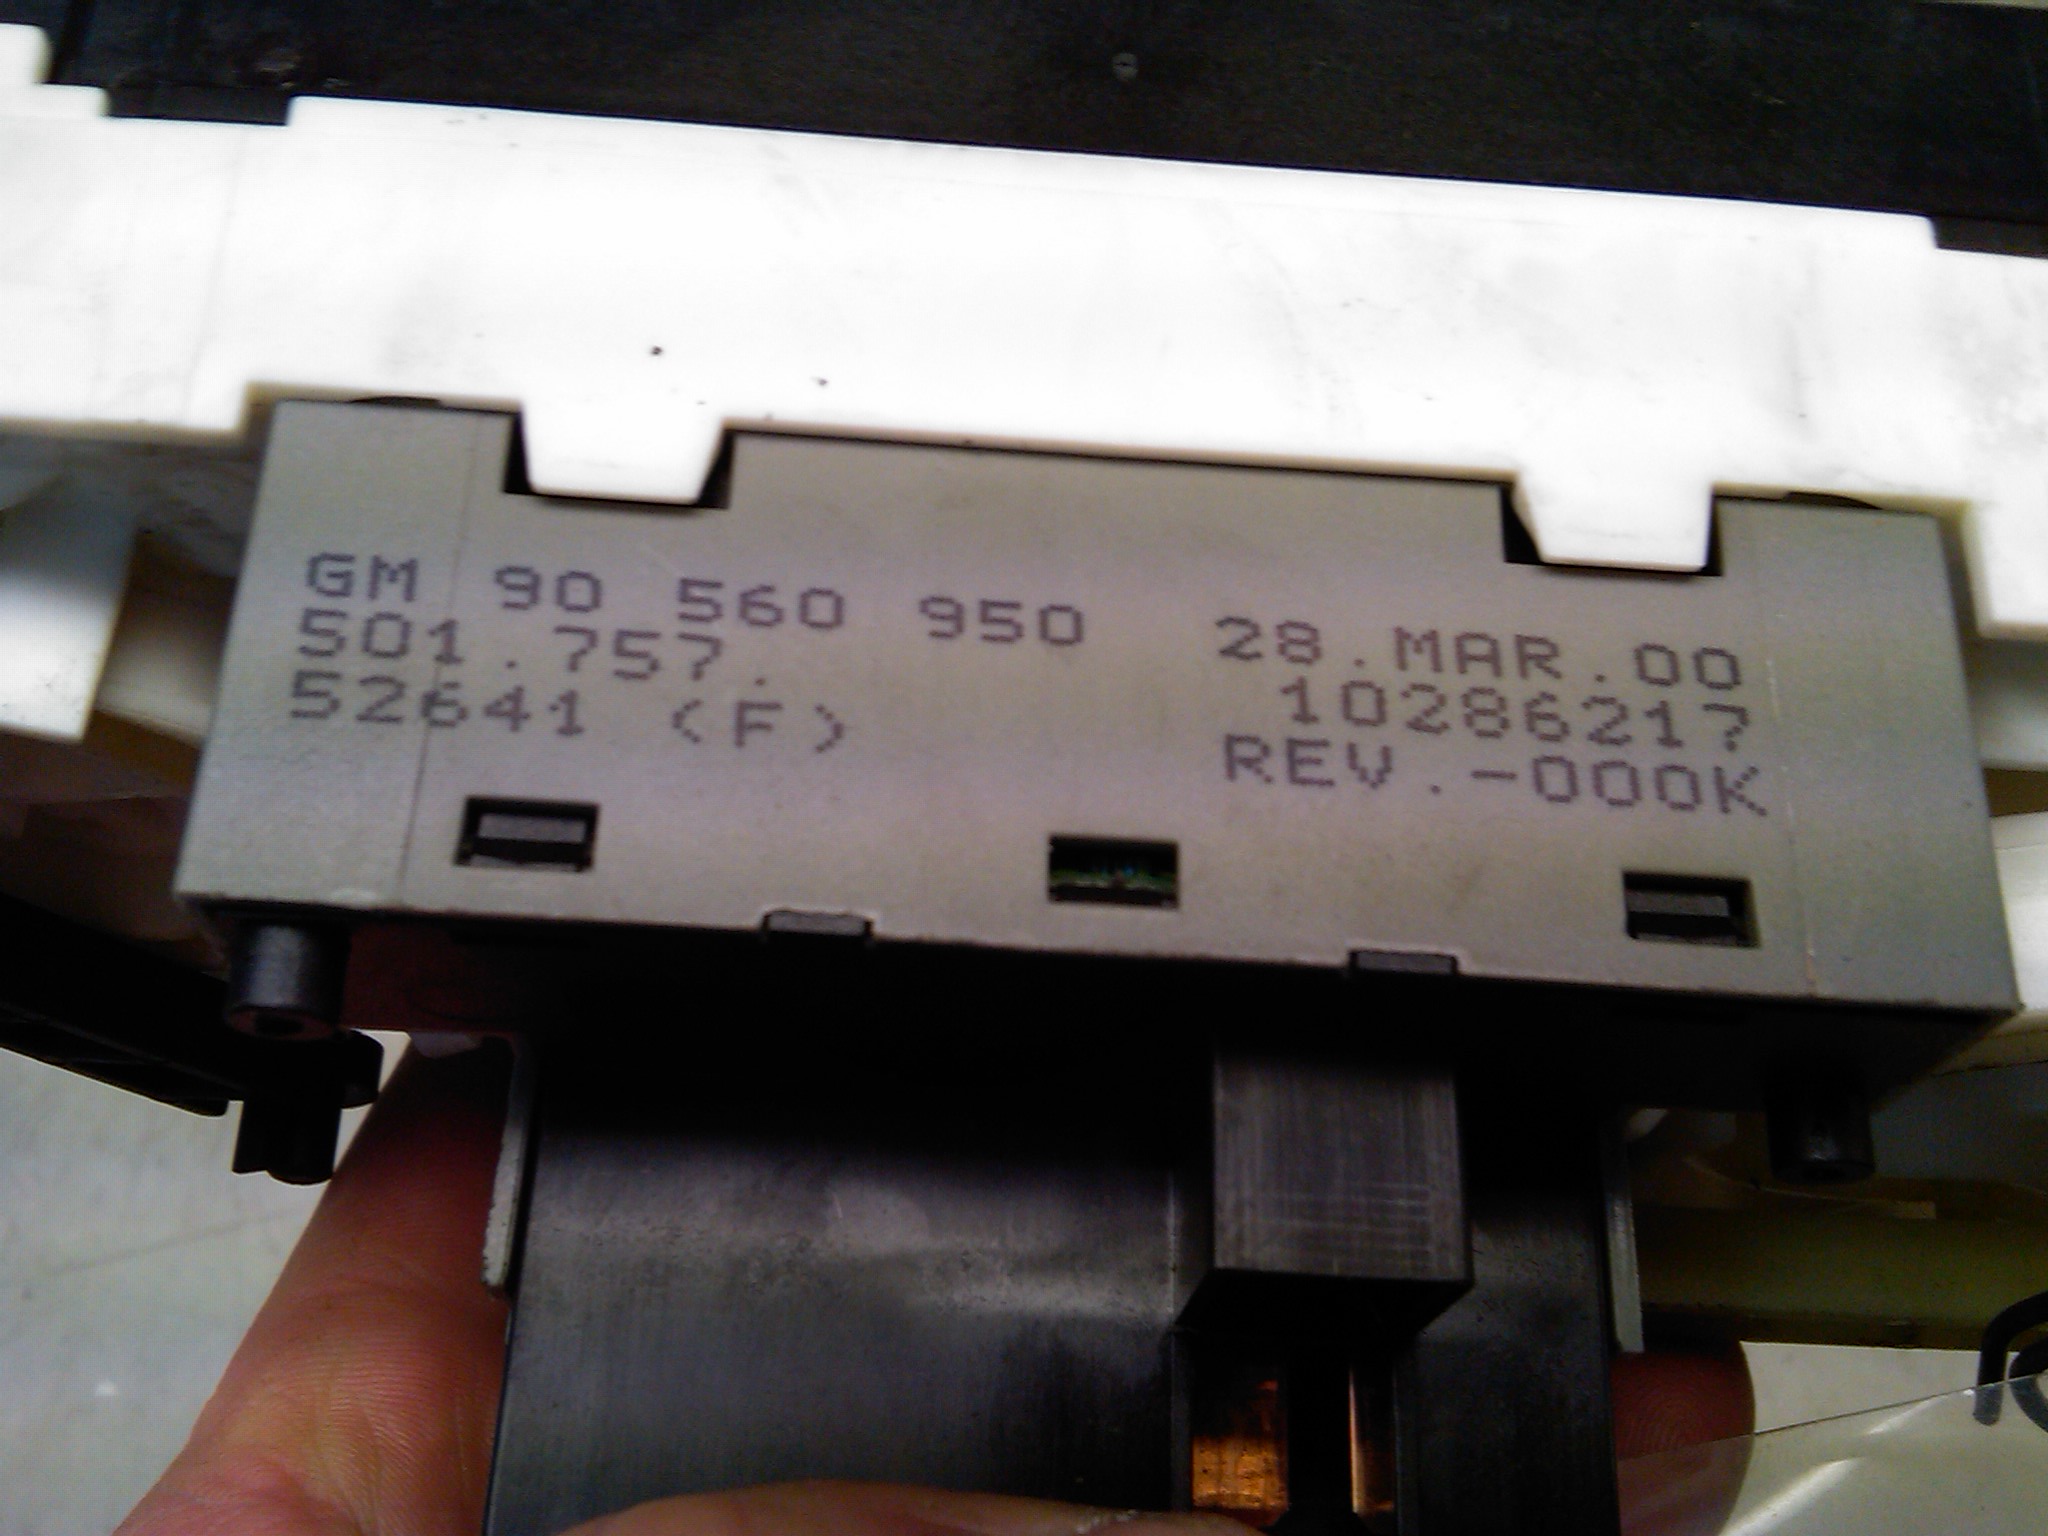 GM 90 560 950
501.757.
52641 (F)
28.MAR.00
10286217
REV.-000K